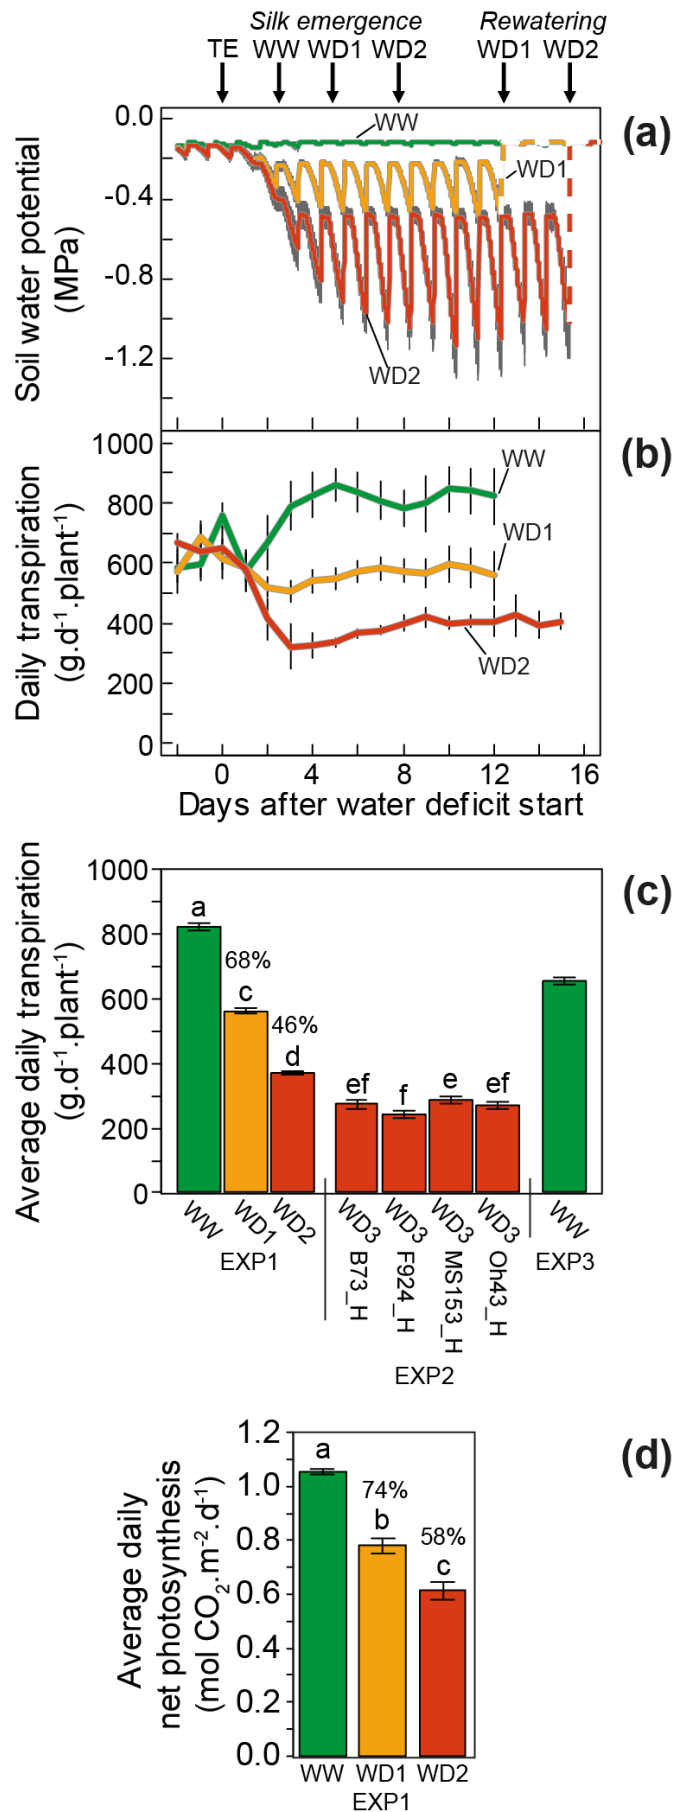 Silk emergence Rewatering
TE WW WD1 WD2 WD1 WD2
(a)
Soil water potential
(MPa)
0.0
-0.4
-0.8
-1.2
WW
WD1
WD2
(b)
Daily transpiration
(g.d⁻¹.plant⁻¹)
1000
800
600
400
200
0
WW
WD1
WD2
0 4 8 12 16
Days after water deficit start
(c)
Average daily transpiration
(g.d⁻¹.plant⁻¹)
1000
800
600
400
200
0
a
68%
c
46%
d
ef f e ef
WW WD1 WD2 WD3 WD3 WD3 WD3 WW
B73_H F924_H MS153_H Oh43_H
EXP1 EXP3
EXP2
(d)
Average daily
net photosynthesis
(mol CO₂.m⁻².d⁻¹)
1.2
1.0
0.8
0.6
0.4
0.2
0.0
a
74%
b
58%
c
WW WD1 WD2
EXP1